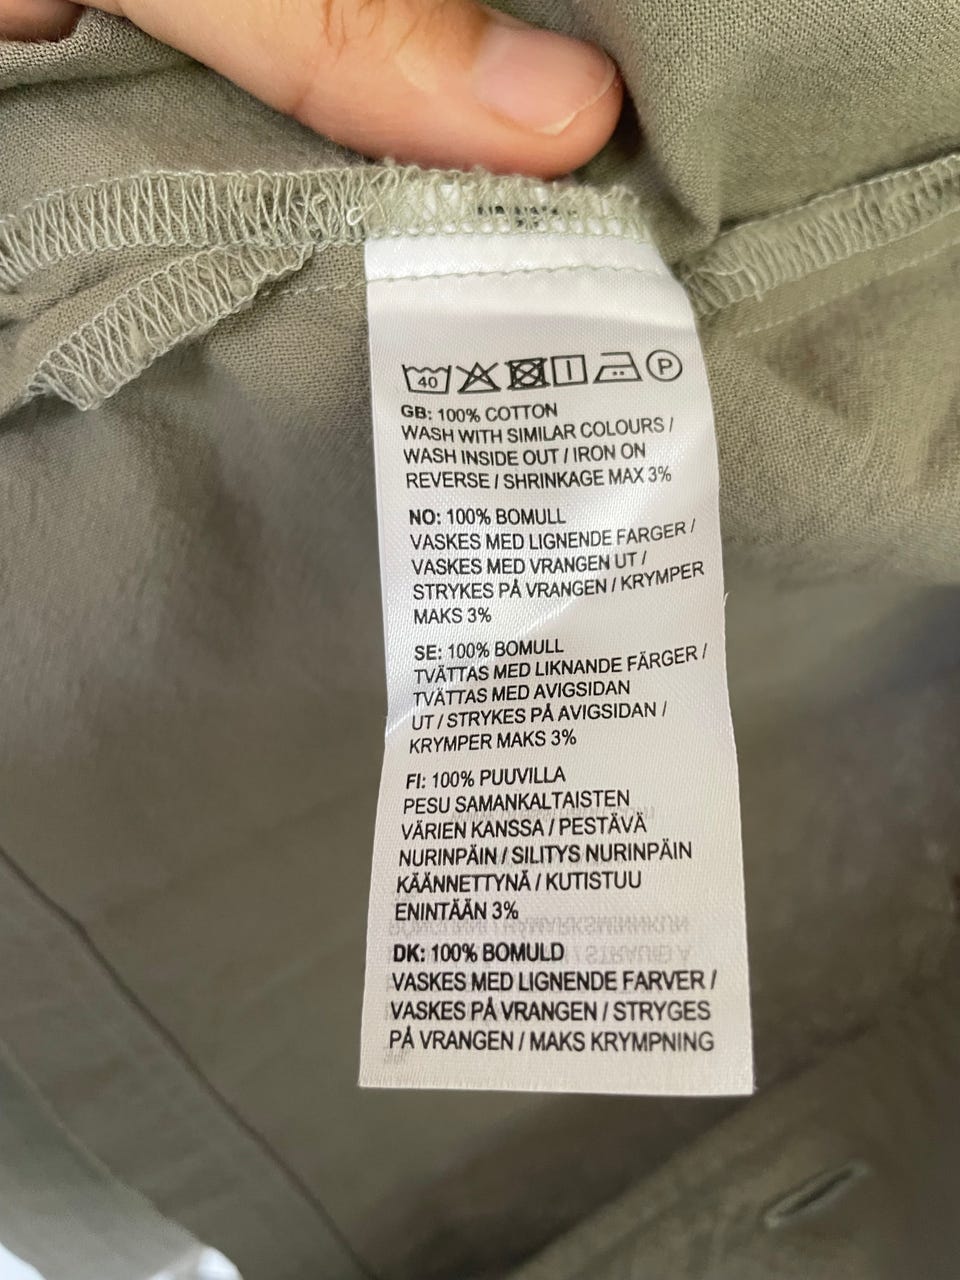 40 P
GB: 100% COTTON
WASH WITH SIMILAR COLOURS /
WASH INSIDE OUT / IRON ON
REVERSE / SHRINKAGE MAX 3%
NO: 100% BOMULL
VASKES MED LIGNENDE FARGER /
VASKES MED VRANGEN UT /
STRYKES PÅ VRANGEN / KRYMPER
MAKS 3%
SE: 100% BOMULL
TVÄTTAS MED LIKNANDE FÄRGER /
TVÄTTAS MED AVIGSIDAN
UT / STRYKES PÅ AVIGSIDAN /
KRYMPER MAKS 3%
FI: 100% PUUVILLA
PESU SAMANKALTAISTEN
VÄRIEN KANSSA / PESTÄVÄ
NURINPÄIN / SILITYS NURINPÄIN
KÄÄNNETTYNÄ / KUTISTUU
ENINTÄÄN 3%
DK: 100% BOMULD
VASKES MED LIGNENDE FARVER /
VASKES PÅ VRANGEN / STRYGES
PÅ VRANGEN / MAKS KRYMPNING